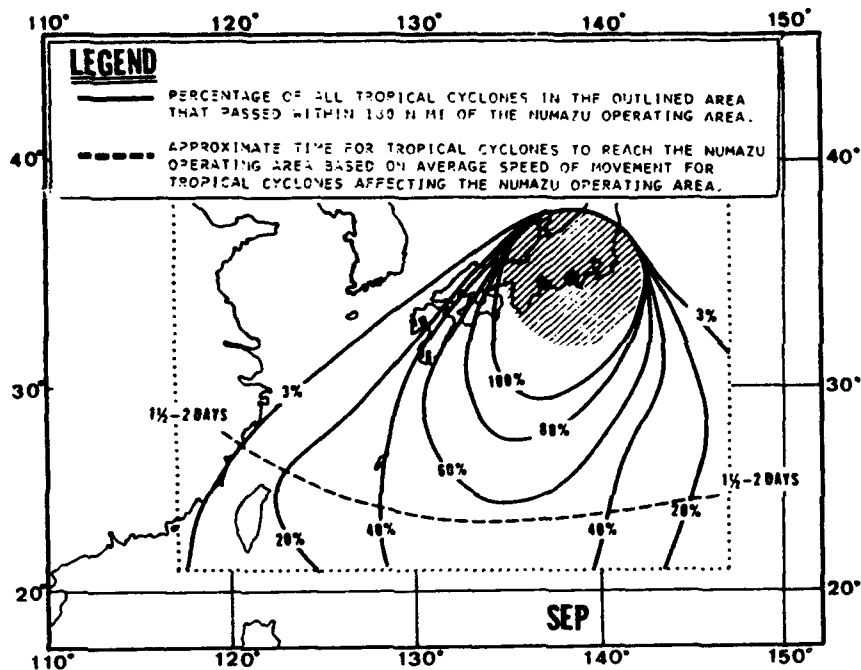 110° 120° 130° 140° 150°
LEGEND
PERCENTAGE OF ALL TROPICAL CYCLONES IN THE OUTLINED AREA
THAT PASSED WITHIN 180 N MI OF THE NUMAZU OPERATING AREA.
APPROXIMATE TIME FOR TROPICAL CYCLONES TO REACH THE NUMAZU
OPERATING AREA BASED ON AVERAGE SPEED OF MOVEMENT FOR
TROPICAL CYCLONES AFFECTING THE NUMAZU OPERATING AREA.
40° 40°
3%
30° 100% 30°
3%
1½-2 DAYS
80%
60%
1½-2 DAYS
20%
40% 40%
20%
20° 20°
SEP
110° 120° 130° 140° 150°